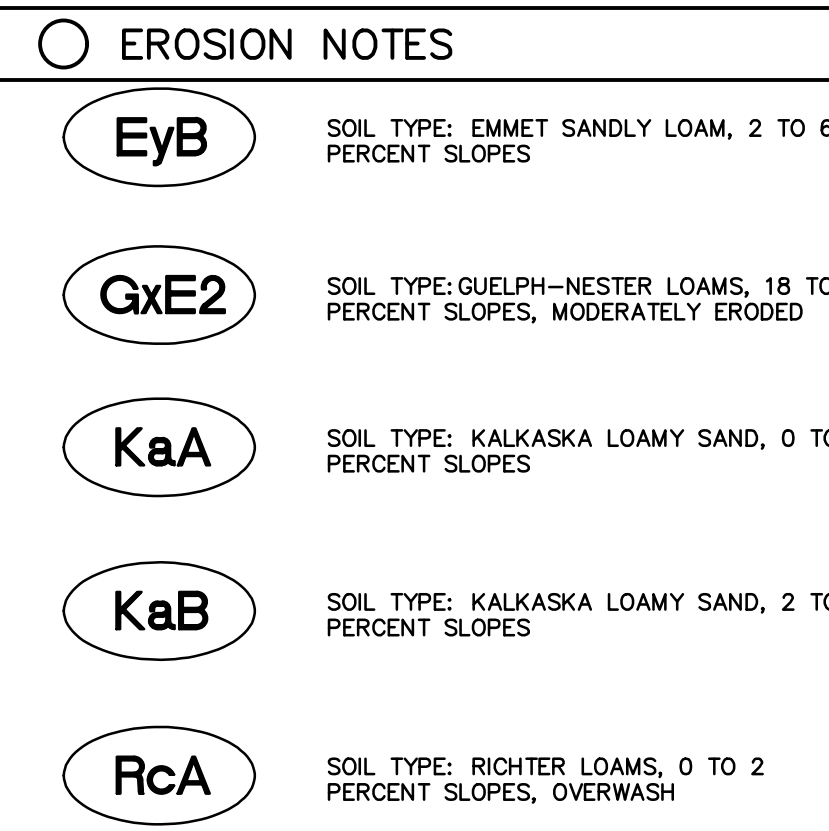 EROSION NOTES
EyB
SOIL TYPE: EMMET SANDLY LOAM, 2 TO 6
PERCENT SLOPES
GxE2
SOIL TYPE: GUELPH-NESTER LOAMS, 18 TO
PERCENT SLOPES, MODERATELY ERODED
KaA
SOIL TYPE: KALKASKA LOAMY SAND, 0 TO
PERCENT SLOPES
KaB
SOIL TYPE: KALKASKA LOAMY SAND, 2 TO
PERCENT SLOPES
RcA
SOIL TYPE: RICHTER LOAMS, 0 TO 2
PERCENT SLOPES, OVERWASH